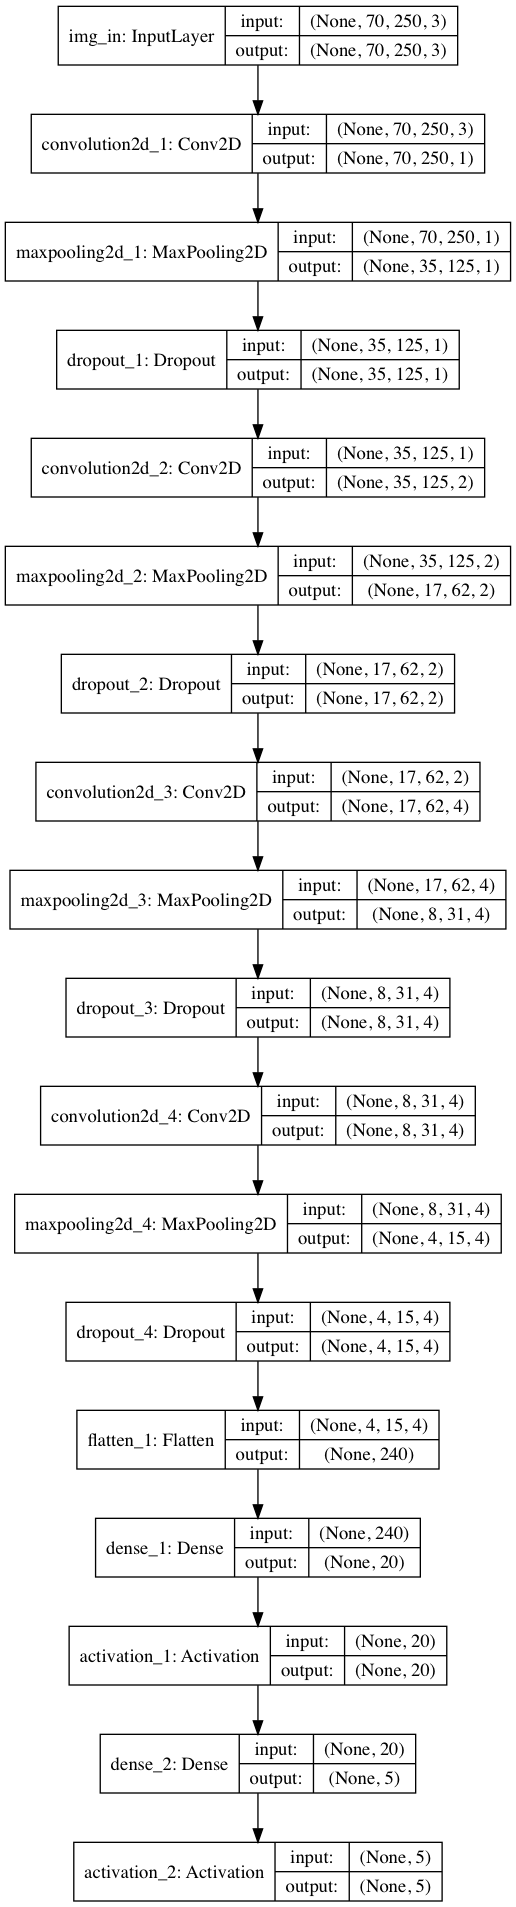 img_in: InputLayer
input: (None, 70, 250, 3)
output: (None, 70, 250, 3)
convolution2d_1: Conv2D
input: (None, 70, 250, 3)
output: (None, 70, 250, 1)
maxpooling2d_1: MaxPooling2D
input: (None, 70, 250, 1)
output: (None, 35, 125, 1)
dropout_1: Dropout
input: (None, 35, 125, 1)
output: (None, 35, 125, 1)
convolution2d_2: Conv2D
input: (None, 35, 125, 1)
output: (None, 35, 125, 2)
maxpooling2d_2: MaxPooling2D
input: (None, 35, 125, 2)
output: (None, 17, 62, 2)
dropout_2: Dropout
input: (None, 17, 62, 2)
output: (None, 17, 62, 2)
convolution2d_3: Conv2D
input: (None, 17, 62, 2)
output: (None, 17, 62, 4)
maxpooling2d_3: MaxPooling2D
input: (None, 17, 62, 4)
output: (None, 8, 31, 4)
dropout_3: Dropout
input: (None, 8, 31, 4)
output: (None, 8, 31, 4)
convolution2d_4: Conv2D
input: (None, 8, 31, 4)
output: (None, 8, 31, 4)
maxpooling2d_4: MaxPooling2D
input: (None, 8, 31, 4)
output: (None, 4, 15, 4)
dropout_4: Dropout
input: (None, 4, 15, 4)
output: (None, 4, 15, 4)
flatten_1: Flatten
input: (None, 4, 15, 4)
output: (None, 240)
dense_1: Dense
input: (None, 240)
output: (None, 20)
activation_1: Activation
input: (None, 20)
output: (None, 20)
dense_2: Dense
input: (None, 20)
output: (None, 5)
activation_2: Activation
input: (None, 5)
output: (None, 5)